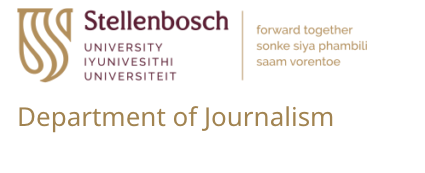 Stellenbosch
UNIVERSITY
IYUNIVESITHI
UNIVERSITEIT
forward together
sonke siya phambili
saam vorentoe
Department of Journalism